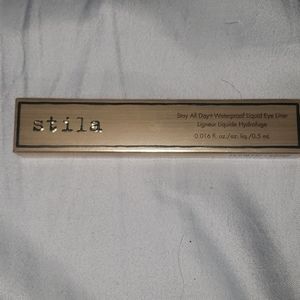 stila
Stay All Day® Waterproof Liquid Eye Liner
Ligneur Liquide Hydrofuge
0.016 fl. oz./oz. liq./0.5 mL